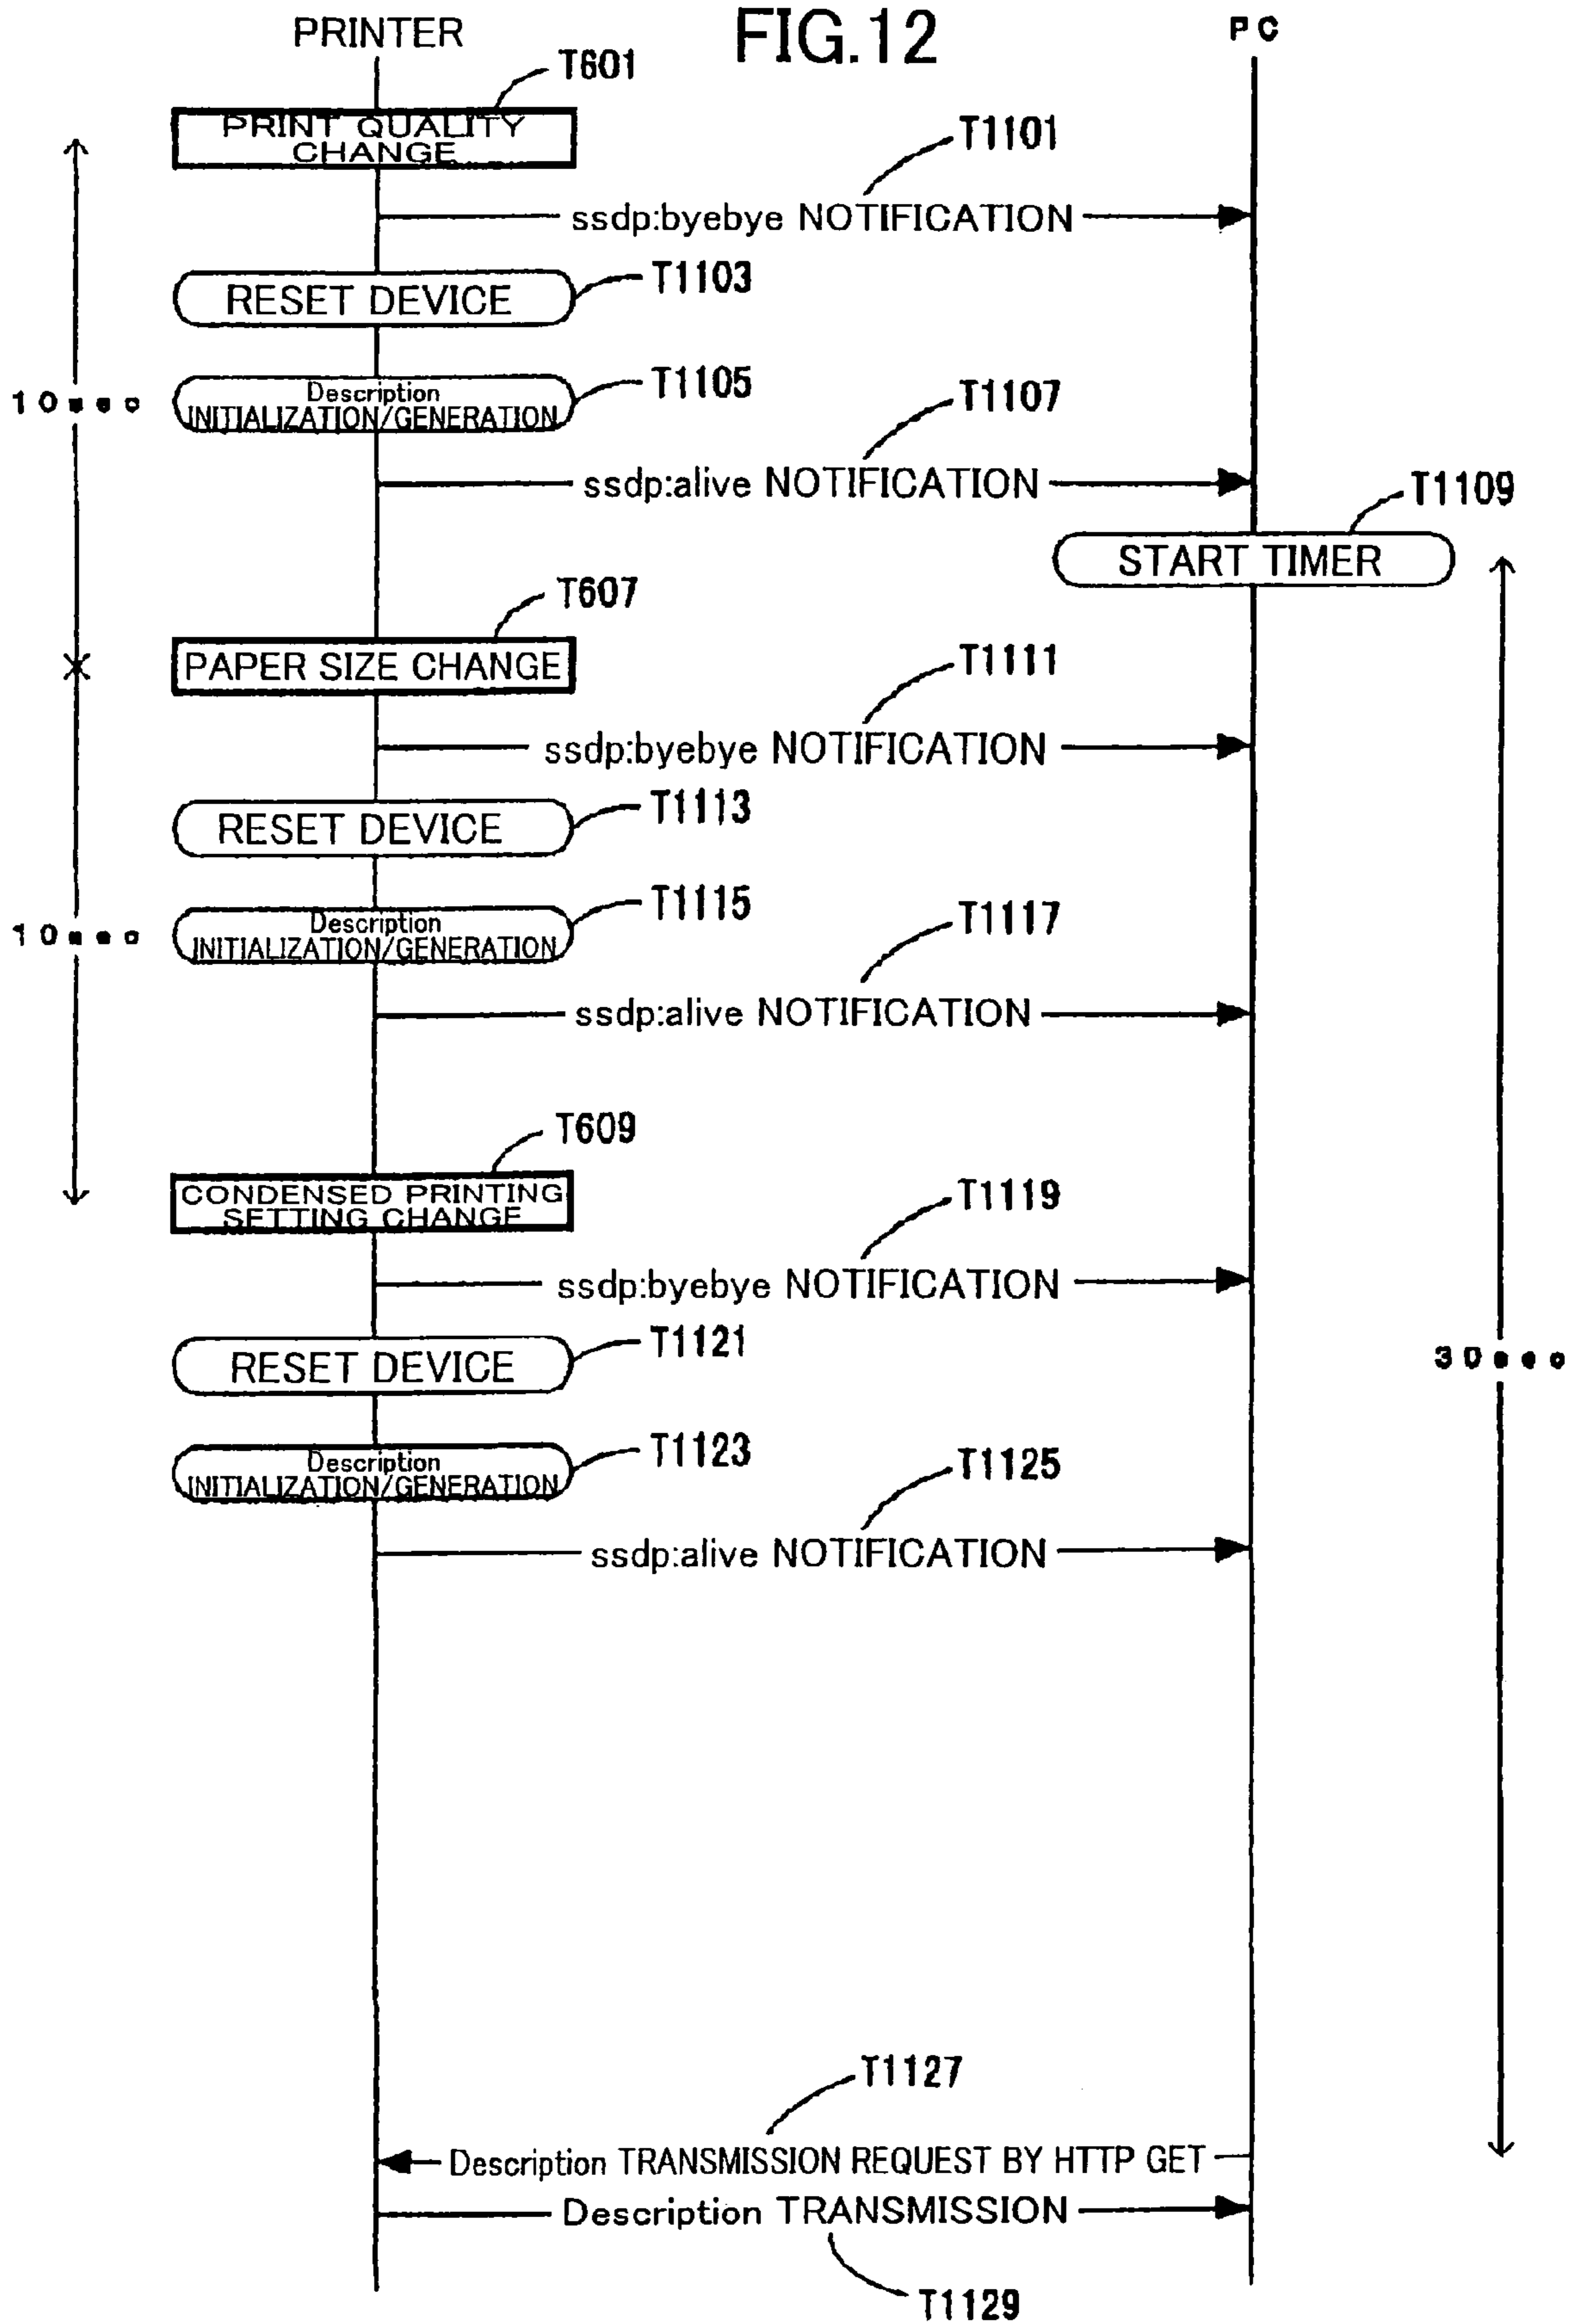 FIG.12
PRINTER
PC
T601
PRINT QUALITY
CHANGE
T1101
ssdp:byebye NOTIFICATION
RESET DEVICE
T1103
10sec
Description
INITIALIZATION/GENERATION
T1105
T1107
ssdp:alive NOTIFICATION
T1109
START TIMER
T607
PAPER SIZE CHANGE
T1111
ssdp:byebye NOTIFICATION
RESET DEVICE
T1113
10sec
Description
INITIALIZATION/GENERATION
T1115
T1117
ssdp:alive NOTIFICATION
T609
CONDENSED PRINTING
SETTING CHANGE
T1119
ssdp:byebye NOTIFICATION
RESET DEVICE
T1121
30sec
Description
INITIALIZATION/GENERATION
T1123
T1125
ssdp:alive NOTIFICATION
T1127
Description TRANSMISSION REQUEST BY HTTP GET
Description TRANSMISSION
T1129